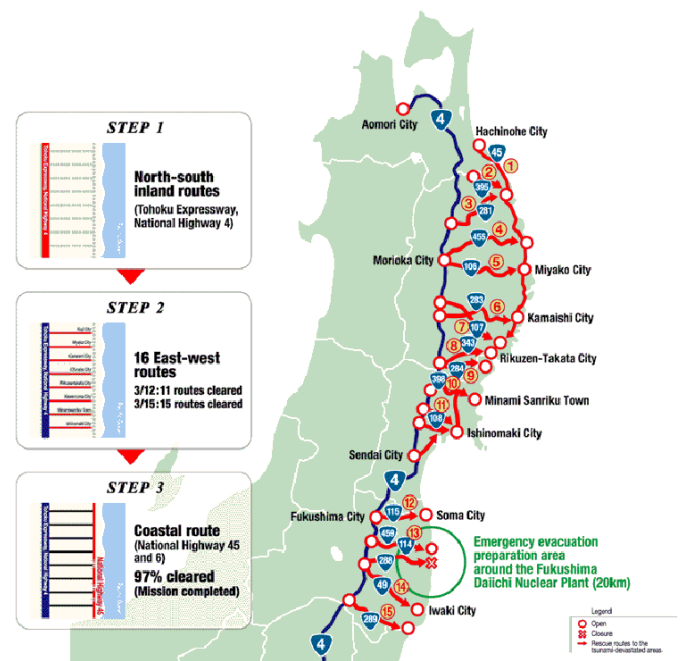 STEP 1
North-south
inland routes
(Tohoku Expressway,
National Highway 4)
STEP 2
16 East-west
routes
3/12:11 routes cleared
3/15:15 routes cleared
STEP 3
Coastal route
(National Highway 45
and 6)
97% cleared
(Mission completed)
National Highway 45
Aomori City
4
Hachinohe City
45
1
2
395
3
281
455
4
Morioka City
106
5
Miyako City
283
6
Kamaishi City
7
107
343
8
Rikuzen-Takata City
284
9
398
10
Minami Sanriku Town
11
108
Ishinomaki City
Sendai City
4
12
115
Soma City
Fukushima City
459
13
114
288
Emergency evacuation
preparation area
around the Fukushima
Daiichi Nuclear Plant (20km)
49
14
Iwaki City
15
289
4
Legend
Open
Closure
Rescue routes to the
tsunami-devastated areas.